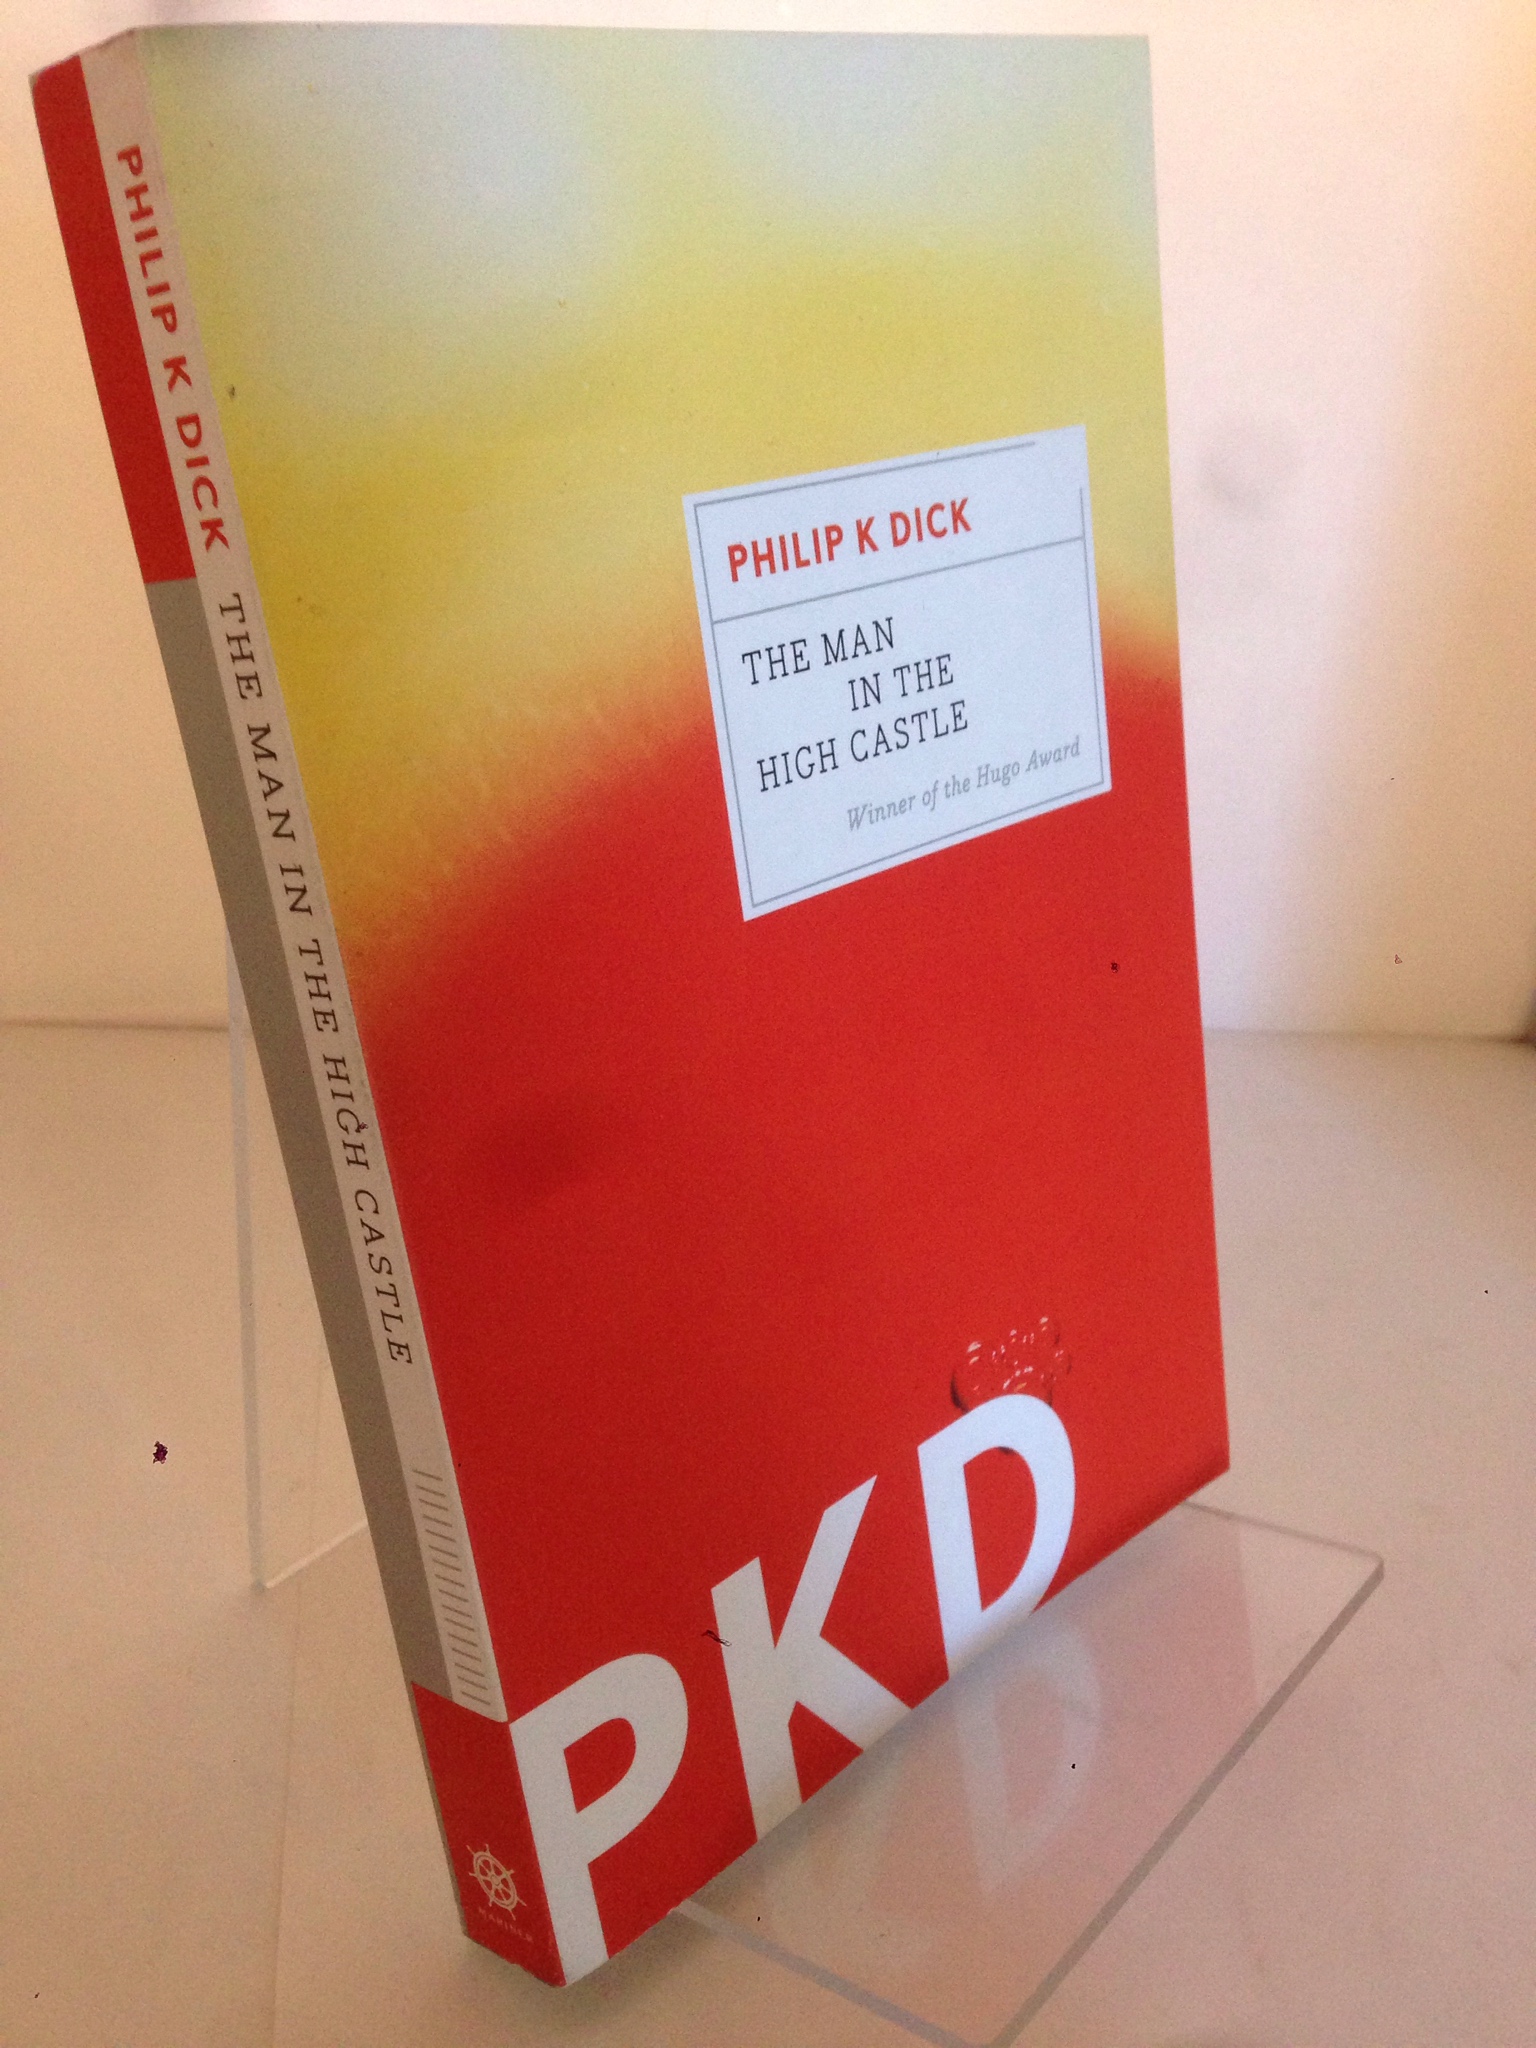 PHILIP K DICK THE MAN IN THE HIGH CASTLE
MARINER
PHILIP K DICK
THE MAN
IN THE
HIGH CASTLE
Winner of the Hugo Award
PKD